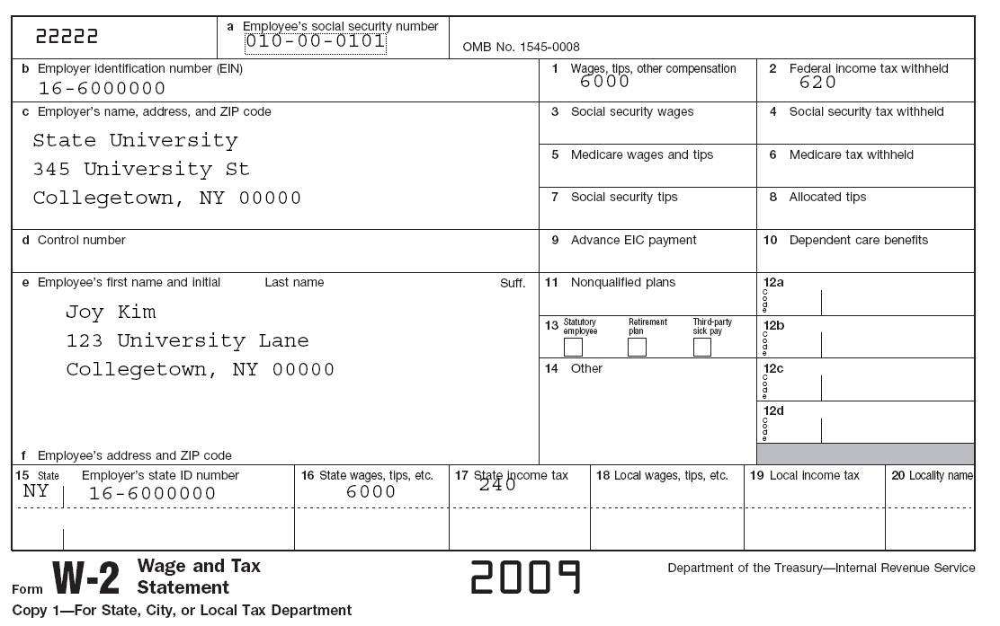 22222
a Employee's social security number
010-00-0101
OMB No. 1545-0008
b Employer identification number (EIN)
16-6000000
1 Wages, tips, other compensation
6000
2 Federal income tax withheld
620
c Employer's name, address, and ZIP code
State University
345 University St
Collegetown, NY 00000
3 Social security wages
4 Social security tax withheld
5 Medicare wages and tips
6 Medicare tax withheld
7 Social security tips
8 Allocated tips
d Control number
9 Advance EIC payment
10 Dependent care benefits
e Employee's first name and initial Last name Suff.
Joy Kim
123 University Lane
Collegetown, NY 00000
11 Nonqualified plans
12a
Code
13 Statutory employee Retirement plan Third-party sick pay
12b
Code
14 Other
12c
Code
12d
Code
f Employee's address and ZIP code
15 State Employer's state ID number
NY 16-6000000
16 State wages, tips, etc.
6000
17 State income tax
240
18 Local wages, tips, etc.
19 Local income tax
20 Locality name
Form W-2 Wage and Tax Statement
2009
Department of the Treasury—Internal Revenue Service
Copy 1—For State, City, or Local Tax Department